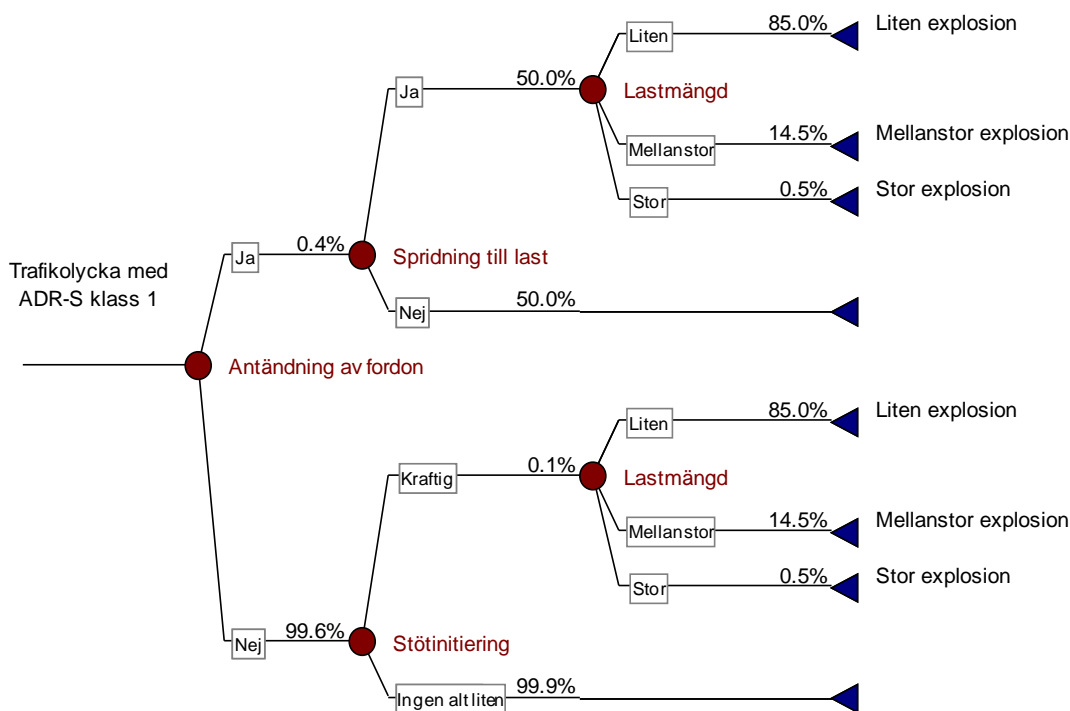 Liten
85.0%
Liten explosion
Ja
50.0%
Lastmängd
Mellanstor
14.5%
Mellanstor explosion
Stor
0.5%
Stor explosion
Ja
0.4%
Spridning till last
Trafikolycka med
ADR-S klass 1
Nej
50.0%
Antändning av fordon
Liten
85.0%
Liten explosion
Kraftig
0.1%
Lastmängd
Mellanstor
14.5%
Mellanstor explosion
Stor
0.5%
Stor explosion
Nej
99.6%
Stötinitiering
Ingen alt liten
99.9%